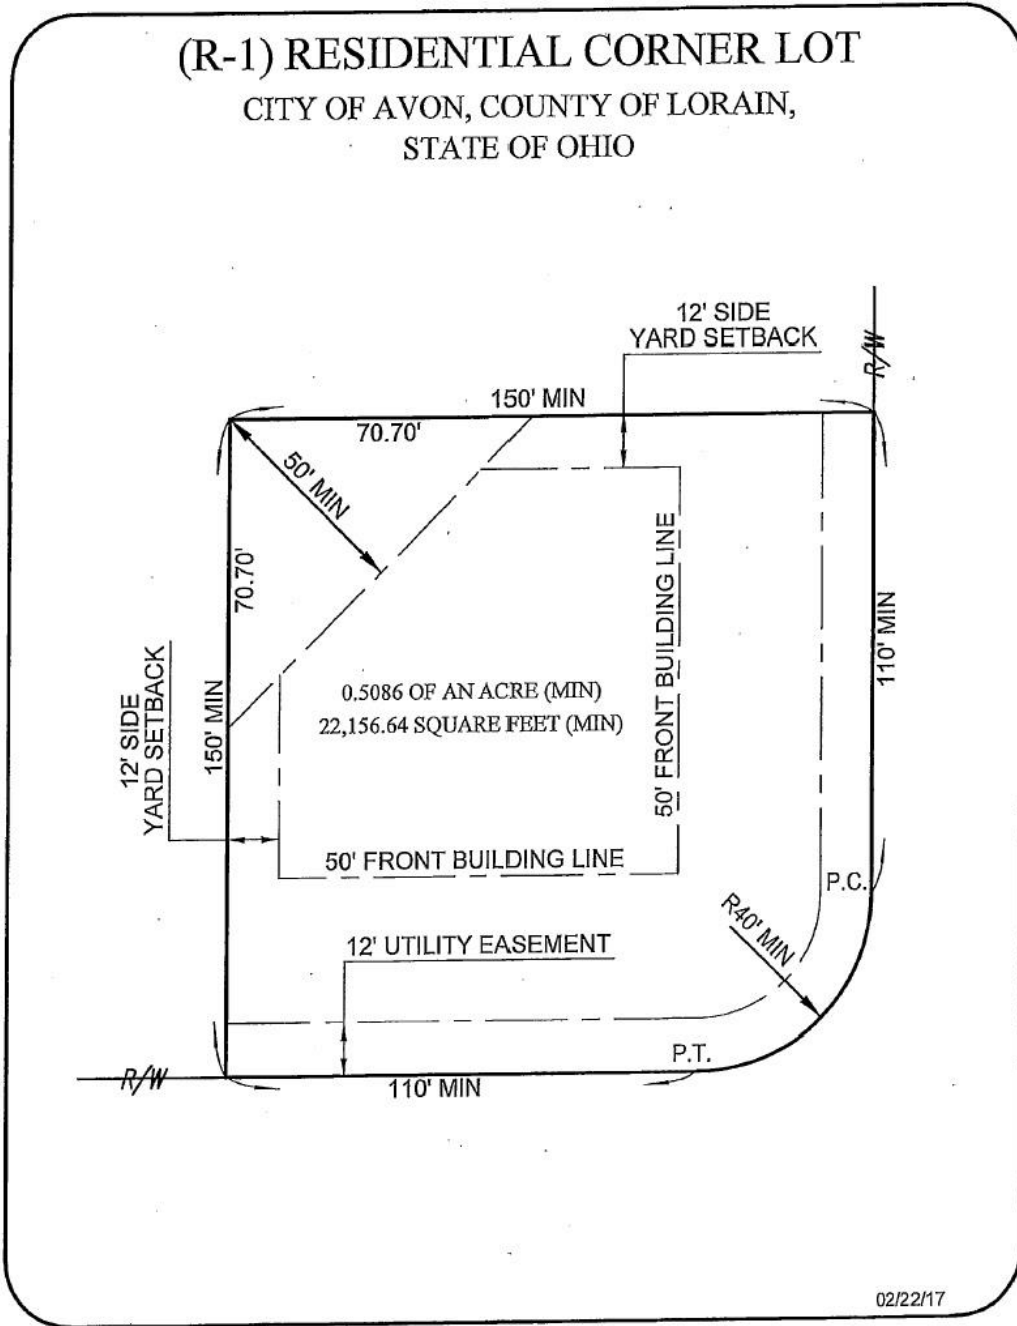 (R-1) RESIDENTIAL CORNER LOT
CITY OF AVON, COUNTY OF LORAIN,
STATE OF OHIO
12' SIDE
YARD SETBACK
R/W
150' MIN
70.70'
50' MIN
70.70'
50' FRONT BUILDING LINE
110' MIN
12' SIDE
YARD SETBACK
150' MIN
0.5086 OF AN ACRE (MIN)
22,156.64 SQUARE FEET (MIN)
50' FRONT BUILDING LINE
P.C.
R40' MIN
12' UTILITY EASEMENT
P.T.
R/W
110' MIN
02/22/17